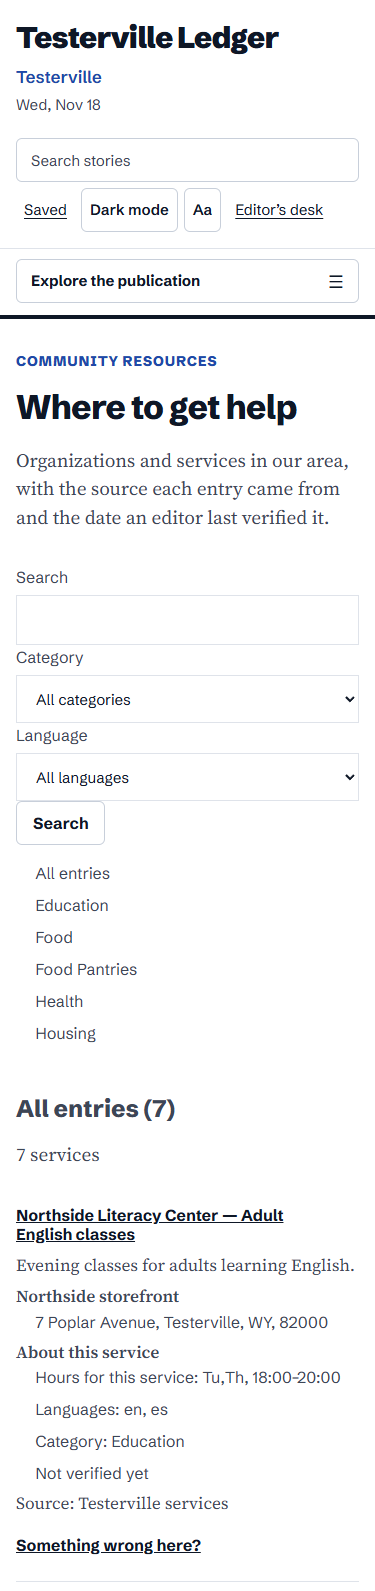 Testerville Ledger
Testerville
Wed, Nov 18
Search stories
Saved Dark mode Aa Editor's desk
Explore the publication ☰
COMMUNITY RESOURCES
Where to get help
Organizations and services in our area,
with the source each entry came from
and the date an editor last verified it.
Search
Category
All categories
Language
All languages
Search
All entries
Education
Food
Food Pantries
Health
Housing
All entries (7)
7 services
Northside Literacy Center — Adult
English classes
Evening classes for adults learning English.
Northside storefront
7 Poplar Avenue, Testerville, WY, 82000
About this service
Hours for this service: Tu,Th, 18:00–20:00
Languages: en, es
Category: Education
Not verified yet
Source: Testerville services
Something wrong here?